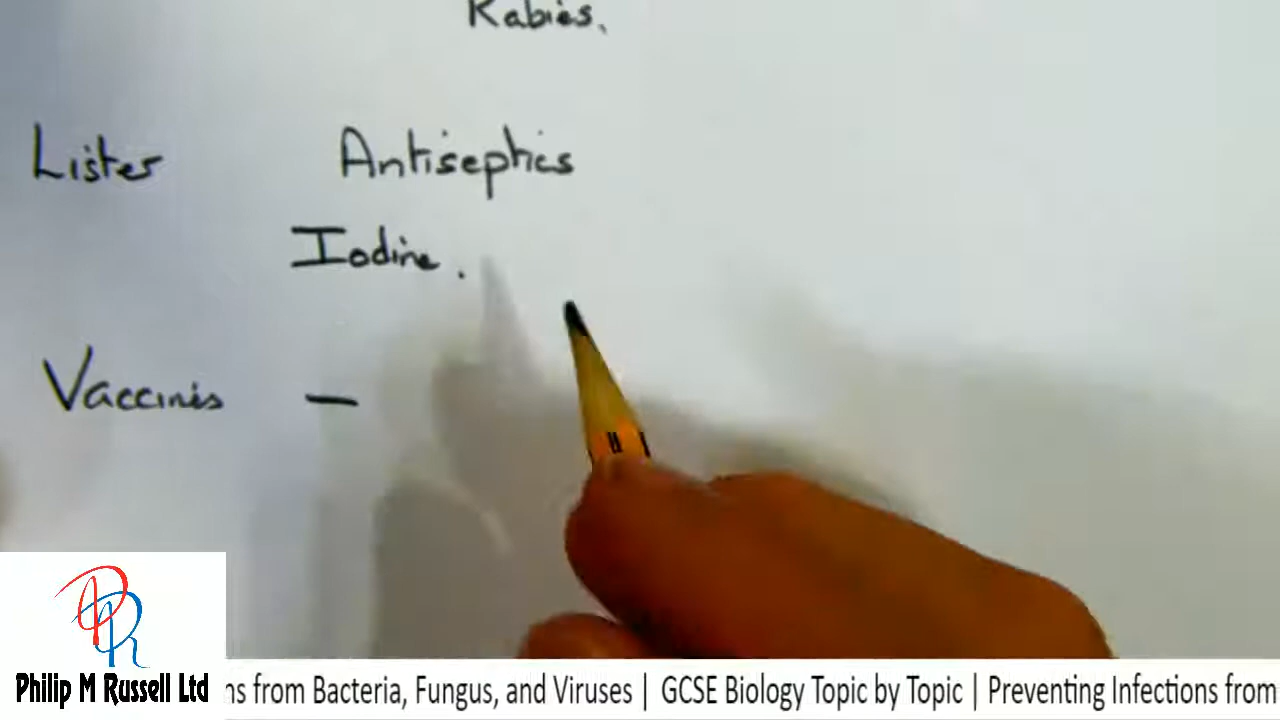 Rabies.
Lister Antiseptics
Iodine.
Vaccines —
Philip M Russell Ltd
ns from Bacteria, Fungus, and Viruses | GCSE Biology Topic by Topic | Preventing Infections from